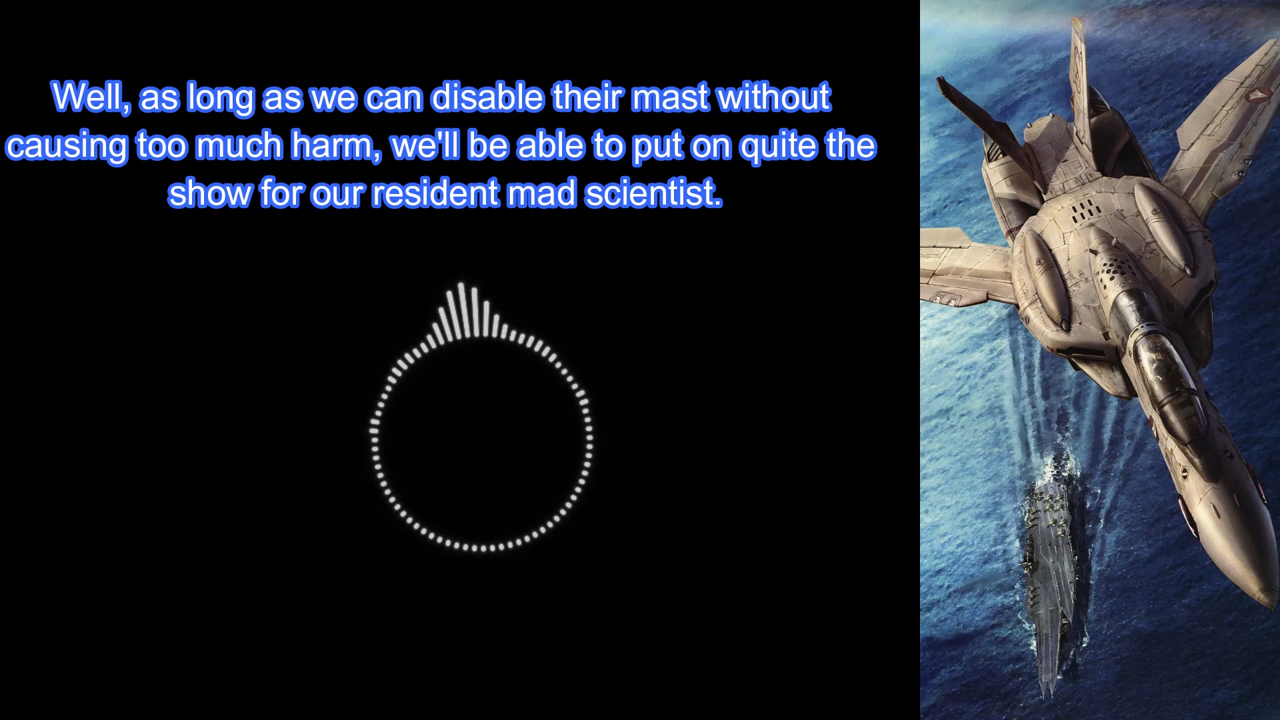 Well, as long as we can disable their mast without
causing too much harm, we'll be able to put on quite the
show for our resident mad scientist.